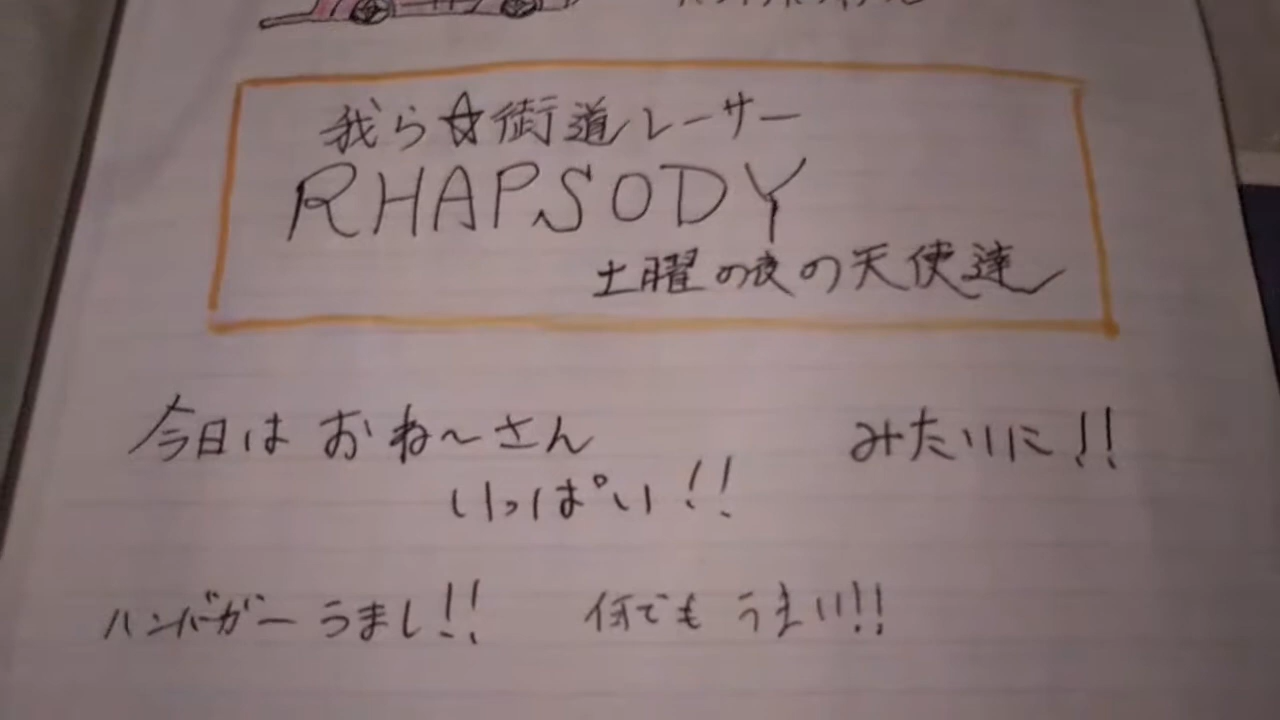 我ら☆街道レーサー
RHAPSODY
土曜の夜の天使達
今日は おね〜さん みたいに!!
いっぱい!!
ハンバガー うまし!! 何でも うまい!!